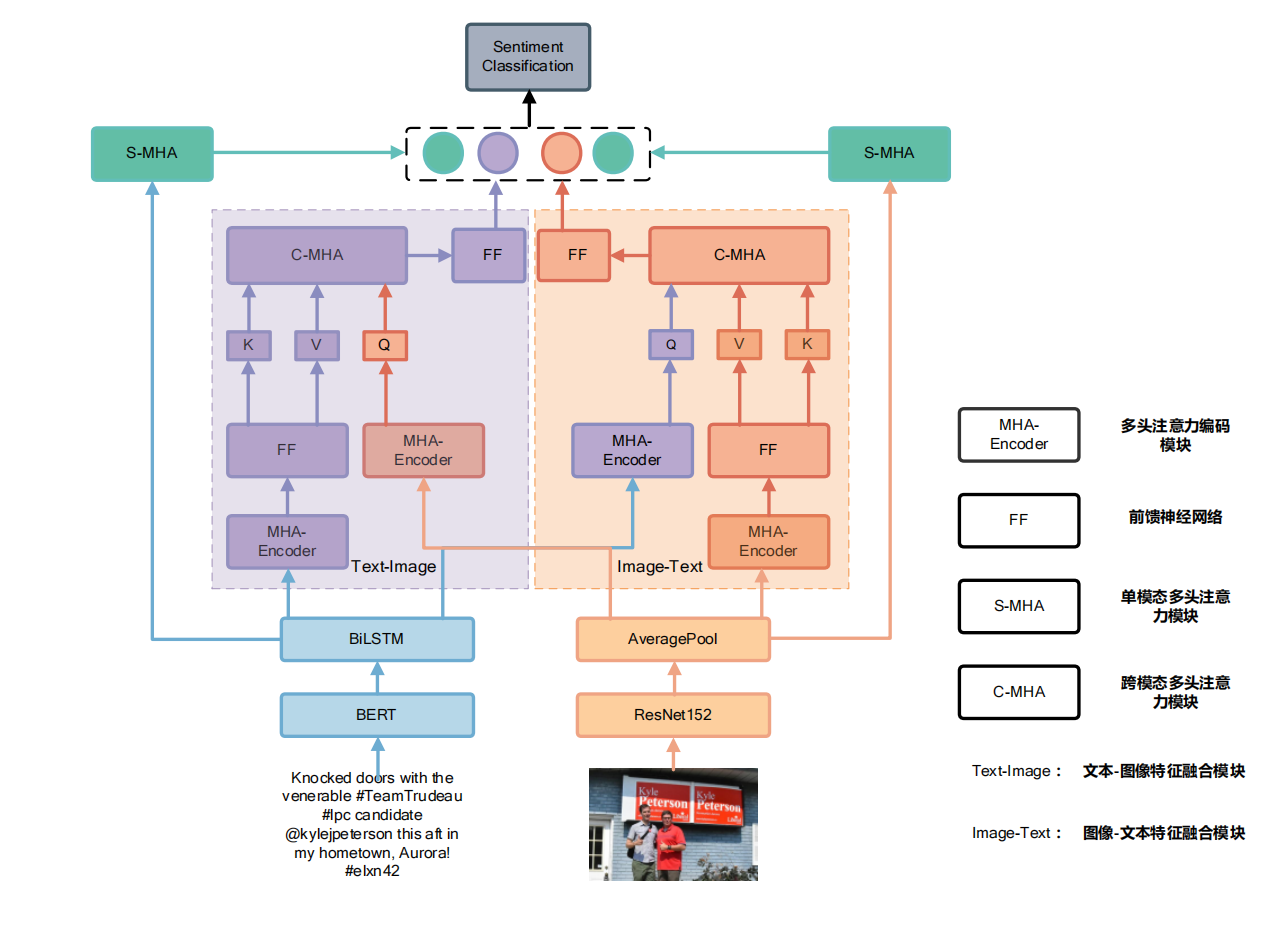 Sentiment
Classification
S-MHA
S-MHA
C-MHA
FF
FF
C-MHA
K
V
Q
Q
V
K
FF
MHA-
Encoder
MHA-
Encoder
FF
MHA-
Encoder
Text-Image
Image-Text
MHA-
Encoder
BiLSTM
AveragePool
BERT
ResNet152
Knocked doors with the
venerable #TeamTrudeau
#lpc candidate
@kylejpeterson this aft in
my hometown, Aurora!
#elxn42
Kyle
Peterson
Kyle
Peterson
MHA-
Encoder
多头注意力编码
模块
FF
前馈神经网络
S-MHA
单模态多头注意
力模块
C-MHA
跨模态多头注意
力模块
Text-Image: 文本-图像特征融合模块
Image-Text: 图像-文本特征融合模块